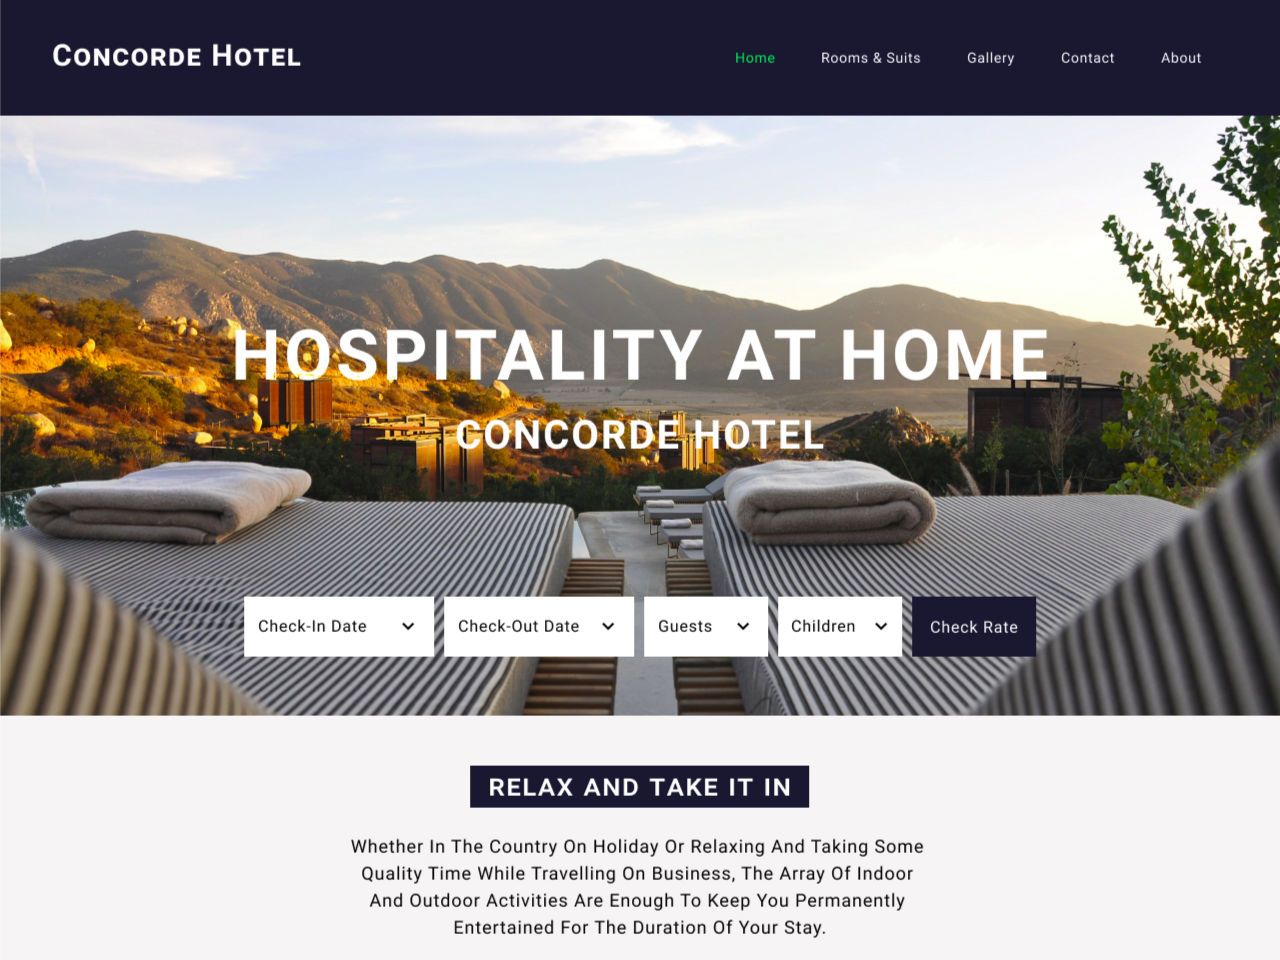 Concorde Hotel
Home Rooms & Suits Gallery Contact About
HOSPITALITY AT HOME
CONCORDE HOTEL
Check-In Date Check-Out Date Guests Children Check Rate
RELAX AND TAKE IT IN
Whether In The Country On Holiday Or Relaxing And Taking Some
Quality Time While Travelling On Business, The Array Of Indoor
And Outdoor Activities Are Enough To Keep You Permanently
Entertained For The Duration Of Your Stay.